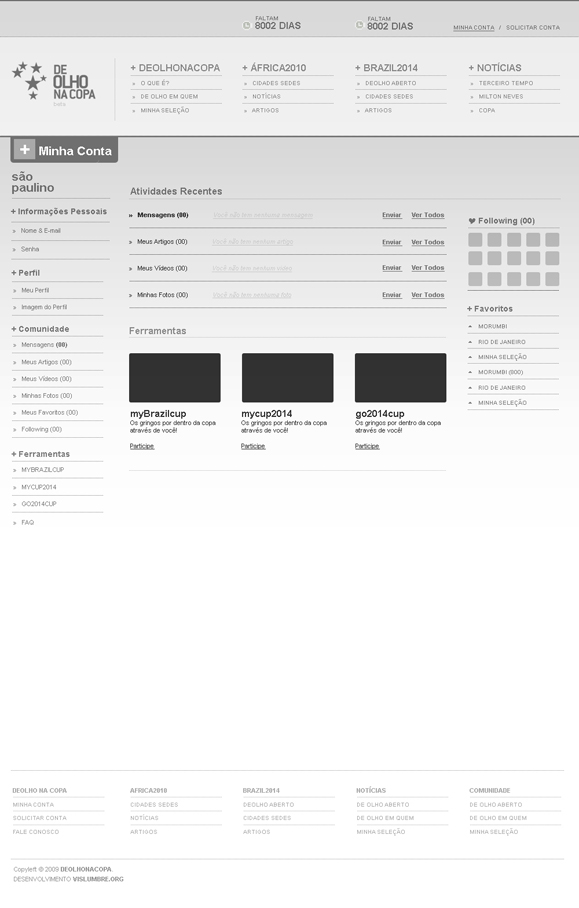 FALTAM
8002 DIAS
FALTAM
8002 DIAS
MINHA CONTA / SOLICITAR CONTA
DE
OLHO
NA COPA
beta
+ DEOLHONACOPA
» O QUE É?
» DE OLHO EM QUEM
» MINHA SELEÇÃO
+ ÁFRICA2010
» CIDADES SEDES
» NOTÍCIAS
» ARTIGOS
+ BRAZIL2014
» DEOLHO ABERTO
» CIDADES SEDES
» ARTIGOS
+ NOTÍCIAS
» TERCEIRO TEMPO
» MILTON NEVES
» COPA
+ Minha Conta
são
paulino
+ Informações Pessoais
» Nome & E-mail
» Senha
+ Perfil
» Meu Perfil
» Imagem do Perfil
+ Comunidade
» Mensagens (00)
» Meus Artigos (00)
» Meus Vídeos (00)
» Minhas Fotos (00)
» Meus Favoritos (00)
» Following (00)
+ Ferramentas
» MYBRAZILCUP
» MYCUP2014
» GO2014CUP
» FAQ
Atividades Recentes
» Mensagens (00) Você não tem nenhuma mensagem Enviar Ver Todos
» Meus Artigos (00) Você não tem nenhum artigo Enviar Ver Todos
» Meus Vídeos (00) Você não tem nenhum vídeo Enviar Ver Todos
» Minhas Fotos (00) Você não tem nenhuma foto Enviar Ver Todos
Ferramentas
myBrazilcup
Os gringos por dentro da copa
através de você!
Participe
mycup2014
Os gringos por dentro da copa
através de você!
Participe
go2014cup
Os gringos por dentro da copa
através de você!
Participe
Following (00)
+ Favoritos
MORUMBI
RIO DE JANEIRO
MINHA SELEÇÃO
MORUMBI (800)
RIO DE JANEIRO
MINHA SELEÇÃO
DEOLHO NA COPA
MINHA CONTA
SOLICITAR CONTA
FALE CONOSCO
AFRICA2010
CIDADES SEDES
NOTÍCIAS
ARTIGOS
BRAZIL2014
DEOLHO ABERTO
CIDADES SEDES
ARTIGOS
NOTÍCIAS
DE OLHO ABERTO
DE OLHO EM QUEM
MINHA SELEÇÃO
COMUNIDADE
DE OLHO ABERTO
DE OLHO EM QUEM
MINHA SELEÇÃO
Copyleft @ 2009 DEOLHONACOPA
DESENVOLVIMENTO VISLUMBRE.ORG